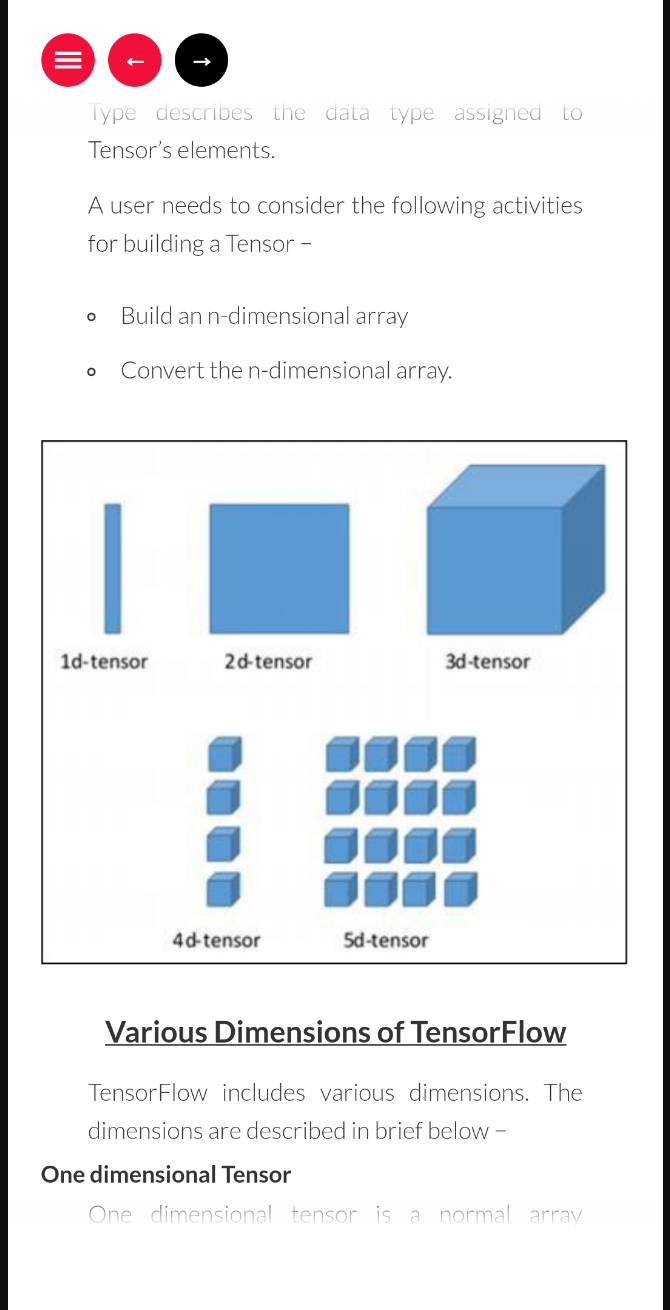 Type describes the data type assigned to
Tensor’s elements.
A user needs to consider the following activities
for building a Tensor −
Build an n-dimensional array
Convert the n-dimensional array.
1d-tensor
2d-tensor
3d-tensor
4d-tensor
5d-tensor
Various Dimensions of TensorFlow
TensorFlow includes various dimensions. The
dimensions are described in brief below −
One dimensional Tensor
One dimensional tensor is a normal array